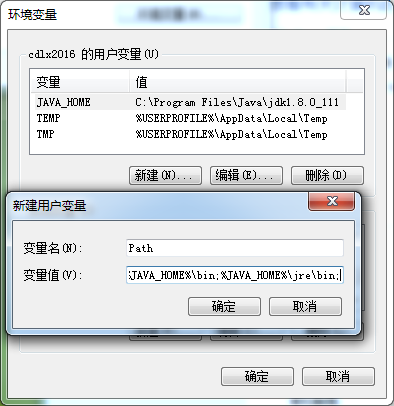 环境变量
cdlx2016 的用户变量(U)
变量 值
JAVA_HOME C:\Program Files\Java\jdk1.8.0_111
TEMP %USERPROFILE%\AppData\Local\Temp
TMP %USERPROFILE%\AppData\Local\Temp
新建(N)... 编辑(E)... 删除(D)
新建用户变量
变量名(N): Path
变量值(V): JAVA_HOME%\bin;%JAVA_HOME%\jre\bin;
确定 取消
确定 取消